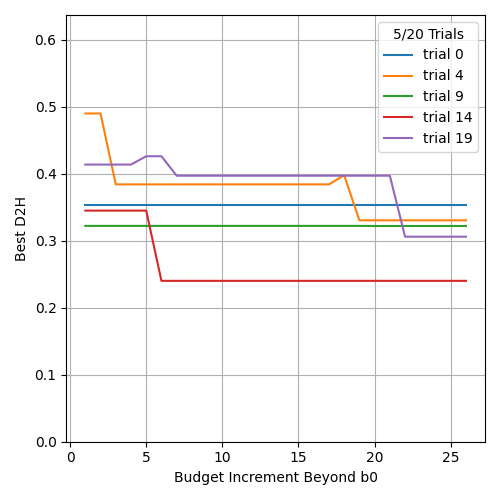 5/20 Trials
trial 0
trial 4
trial 9
trial 14
trial 19
0.6
0.5
0.4
0.3
0.2
0.1
0.0
Best D2H
0 5 10 15 20 25
Budget Increment Beyond b0